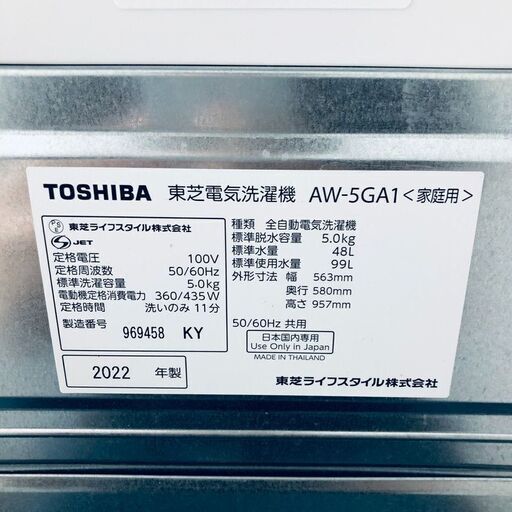 TOSHIBA 東芝電気洗濯機 AW-5GA1<家庭用>
東芝ライフスタイル株式会社
S JET
定格電圧 100V
定格周波数 50/60Hz
標準洗濯容量 5.0kg
電動機定格消費電力 360/435W
定格時間 洗いのみ 11分
製造番号 969458 KY
2022 年製
種類 全自動電気洗濯機
標準脱水容量 5.0kg
標準水量 48L
標準使用水量 99L
外形寸法 幅 563mm
奥行 580mm
高さ 957mm
50/60Hz 共用
日本国内専用
Use Only in Japan
MADE IN THAILAND
東芝ライフスタイル株式会社